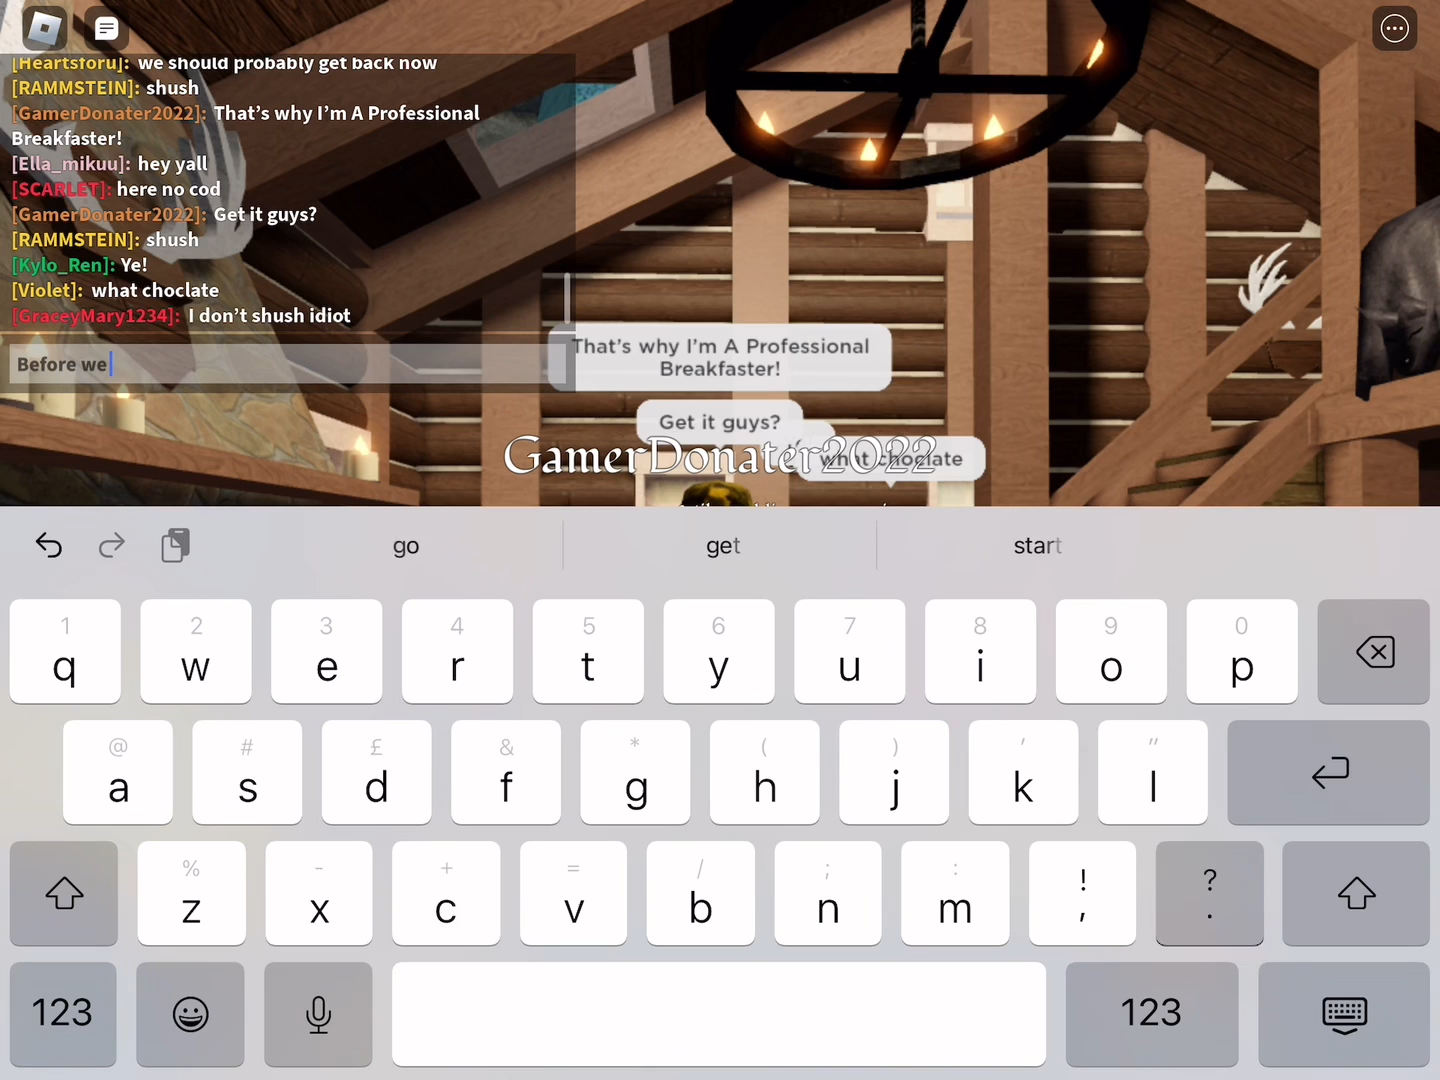 [Heartsforu]: we should probably get back now
[RAMMSTEIN]: shush
[GamerDonater2022]: That's why I'm A Professional
Breakfaster!
[Ella_mikuu]: hey yall
[SCARLET]: here no cod
[GamerDonater2022]: Get it guys?
[RAMMSTEIN]: shush
[Kylo_Ren]: Ye!
[Violet]: what choclate
[GraceyMary1234]: I don't shush idiot
Before we
That's why I'm A Professional
Breakfaster!
Get it guys?
what choclate
GamerDonater2022
go get start
1 2 3 4 5 6 7 8 9 0
q w e r t y u i o p
@ # £ & * ( ) ' "
a s d f g h j k l
% - + = / ; : ! ?
z x c v b n m , .
123 123